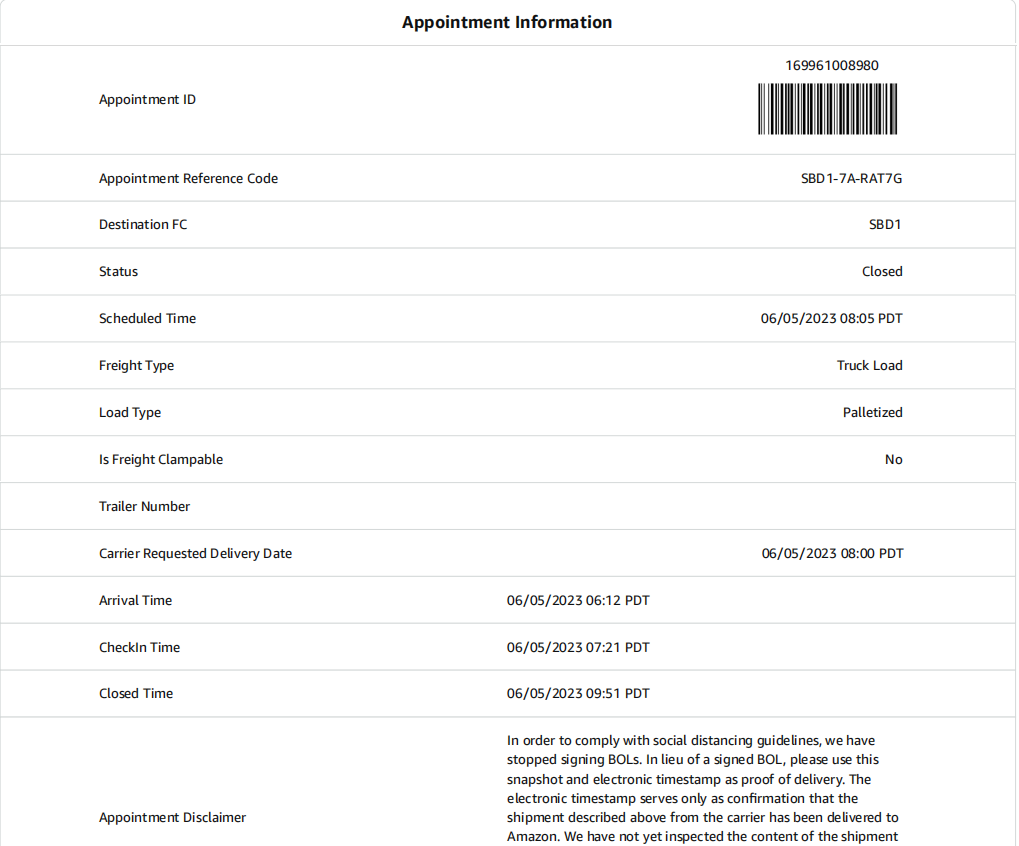 Appointment Information
169961008980
Appointment ID
Appointment Reference Code SBD1-7A-RAT7G
Destination FC SBD1
Status Closed
Scheduled Time 06/05/2023 08:05 PDT
Freight Type Truck Load
Load Type Palletized
Is Freight Clampable No
Trailer Number
Carrier Requested Delivery Date 06/05/2023 08:00 PDT
Arrival Time 06/05/2023 06:12 PDT
CheckIn Time 06/05/2023 07:21 PDT
Closed Time 06/05/2023 09:51 PDT
In order to comply with social distancing guidelines, we have
stopped signing BOLs. In lieu of a signed BOL, please use this
snapshot and electronic timestamp as proof of delivery. The
electronic timestamp serves only as confirmation that the
Appointment Disclaimer shipment described above from the carrier has been delivered to
Amazon. We have not yet inspected the content of the shipment